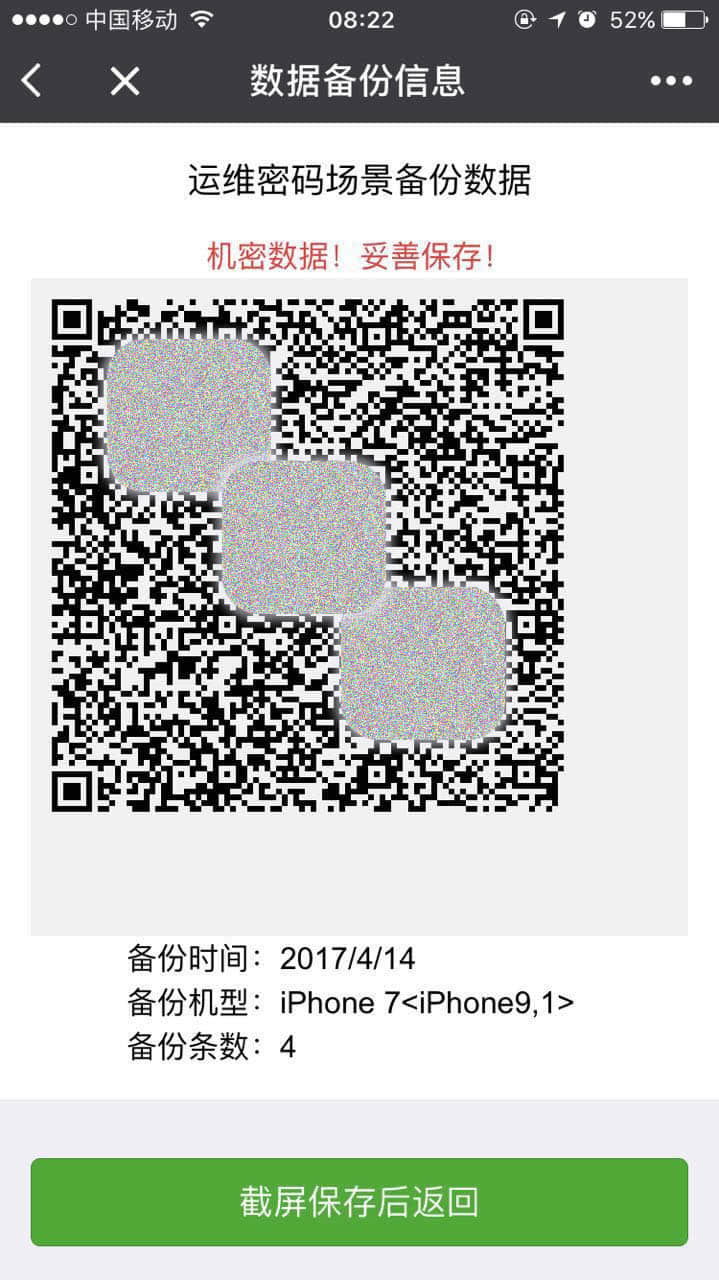 中国移动 08:22 52%
数据备份信息
运维密码场景备份数据
机密数据！妥善保存！
备份时间：2017/4/14
备份机型：iPhone 7<iPhone9,1>
备份条数：4
截屏保存后返回